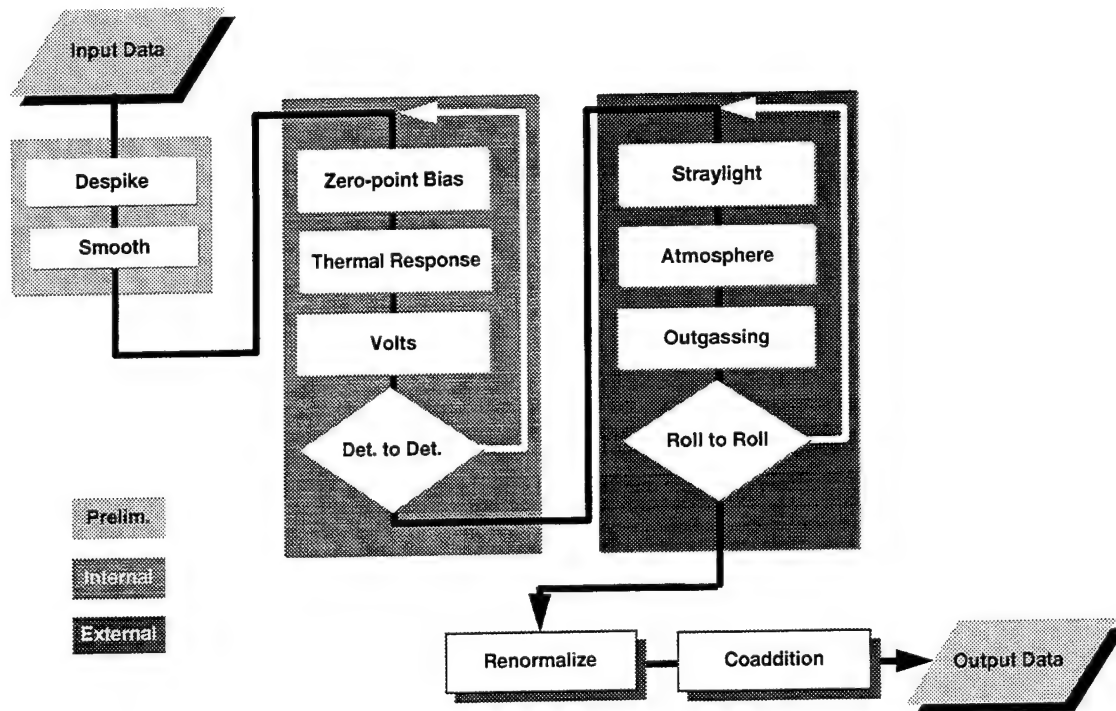 Input Data
Despike
Smooth
Zero-point Bias
Thermal Response
Volts
Det. to Det.
Straylight
Atmosphere
Outgassing
Roll to Roll
Prelim.
Internal
External
Renormalize
Coaddition
Output Data